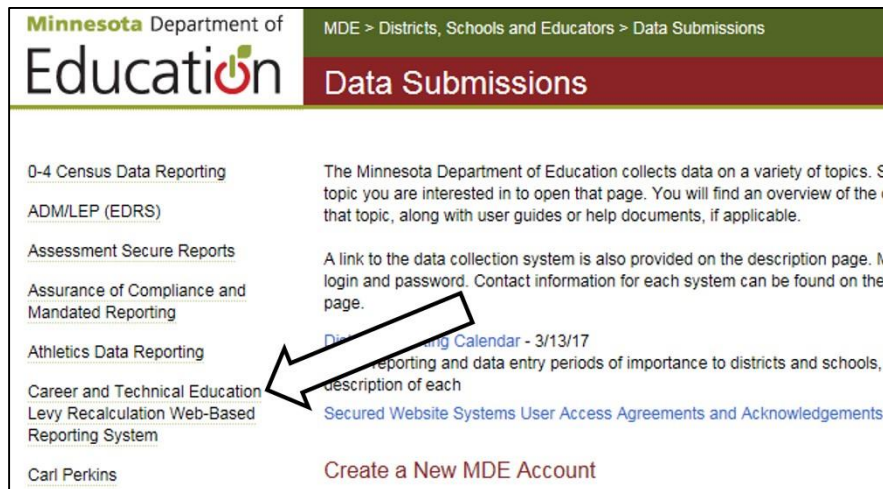 Minnesota Department of
Education
MDE > Districts, Schools and Educators > Data Submissions
Data Submissions
0-4 Census Data Reporting
ADM/LEP (EDRS)
Assessment Secure Reports
Assurance of Compliance and
Mandated Reporting
Athletics Data Reporting
Career and Technical Education
Levy Recalculation Web-Based
Reporting System
Carl Perkins
The Minnesota Department of Education collects data on a variety of topics.
topic you are interested in to open that page. You will find an overview of the
that topic, along with user guides or help documents, if applicable.
A link to the data collection system is also provided on the description page.
login and password. Contact information for each system can be found on the
page.
Calendar - 3/13/17
reporting and data entry periods of importance to districts and schools,
description of each
Secured Website Systems User Access Agreements and Acknowledgements
Create a New MDE Account